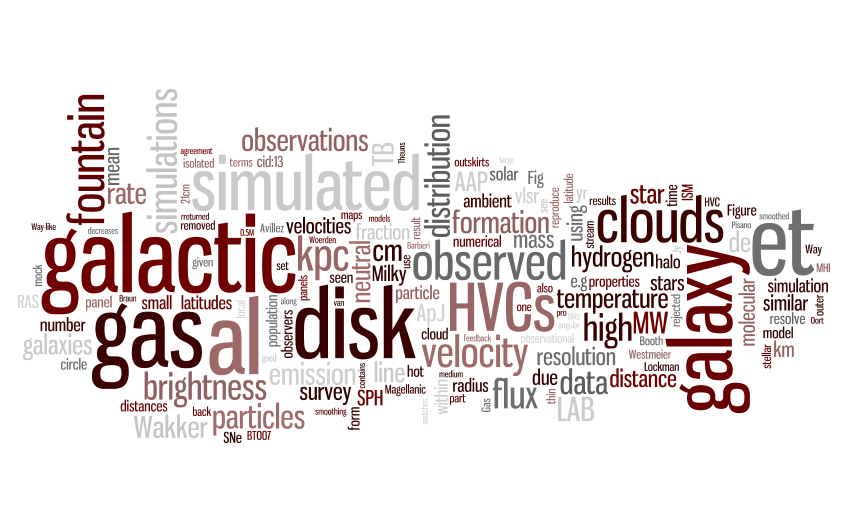 fountain
mean
rate
simulations
21cm
agreement
isolated
observations
terms
cid:13
simulated
TB
Theuns
distribution
outskirts
large
AAP
solar
Fig
ambient
vlsr
yr
reproduce
latitude
results
star
time
ISM
HVC
Figure
smoothed
Pisano
et
Way-like
decreases
returned
removed
0.5M
Avillez
velocities
maps
models
fraction
result
Woerden
Barbieri
formation
numerical
mass
using
stream
clouds
de
Way
MHI
mock
galactic
given
set
kpc
seen
neutral
cm
Milky
use
observed
hydrogen
halo
e.g
properties
stars
galaxy
simulation
similar
outer
resolve
Oort
RAS
panel
Braun
small
latitudes
local
population
along
observers
panels
disk
van
particle
ApJ
HVCs
one
also
pro
angular
temperature
high
MW
rejected
molecular
model
stellar
km
number
galaxies
circle
gas
al
good
cloud
feedback
observational
velocity
resolution
Booth
Westmeier
Lockman
brightness
emission
line
contains
hot
medium
radius
part
within
matches
Gas
flux
due
thin
data
distance
LAB
distances
back
Wakker
particles
SNe
BT007
smoothing
survey
form
SPH
Magellanic